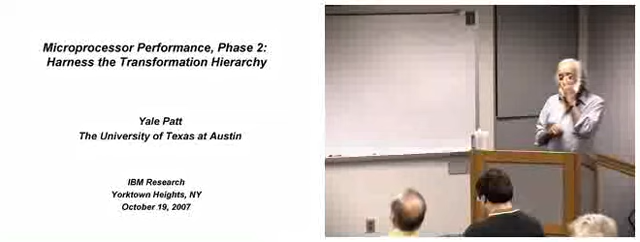 Microprocessor Performance, Phase 2:
Harness the Transformation Hierarchy
Yale Patt
The University of Texas at Austin
IBM Research
Yorktown Heights, NY
October 19, 2007